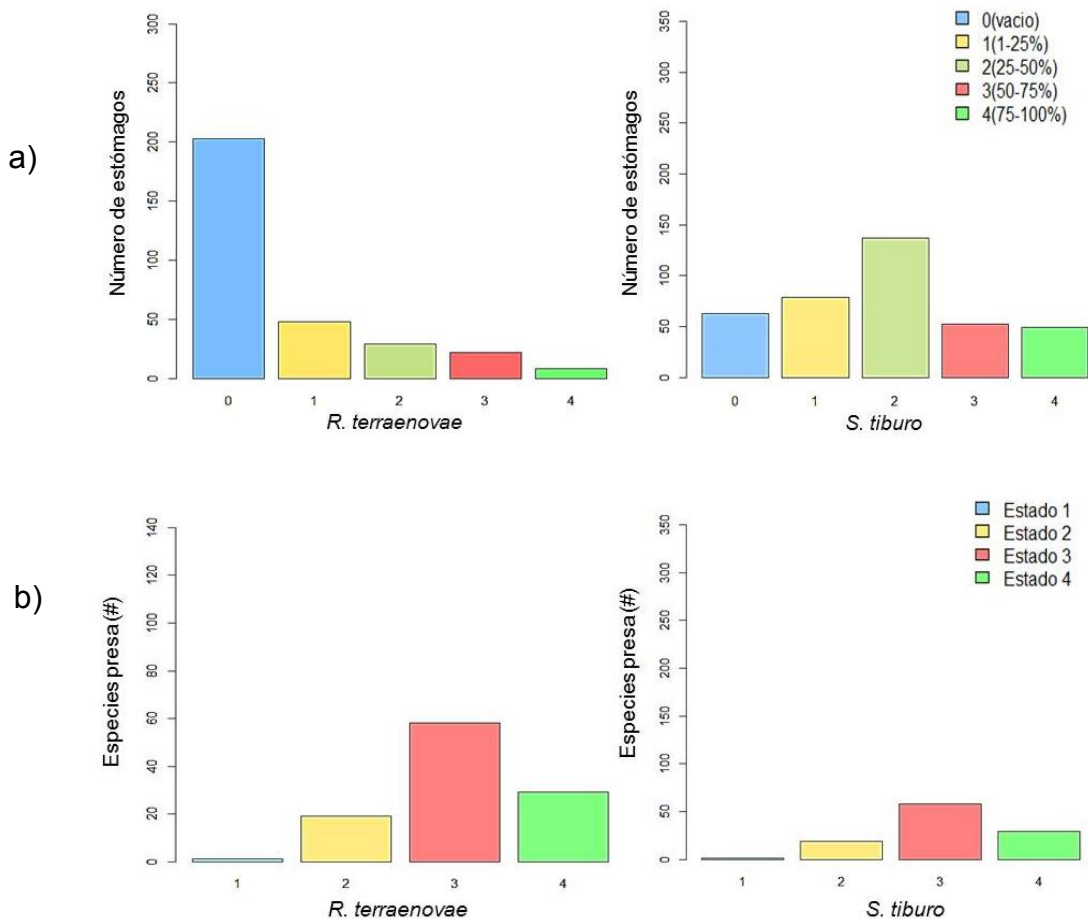 a)
Número de estómagos
300
250
200
150
100
50
0
0 1 2 3 4
R. terraenovae
Número de estómagos
350
300
250
200
150
100
50
0
0 1 2 3 4
S. tiburo
0(vacio)
1(1-25%)
2(25-50%)
3(50-75%)
4(75-100%)
b)
Especies presa(#)
140
120
100
80
60
40
20
0
1 2 3 4
R. terraenovae
Especies presa(#)
350
300
250
200
150
100
50
0
1 2 3 4
S. tiburo
Estado 1
Estado 2
Estado 3
Estado 4